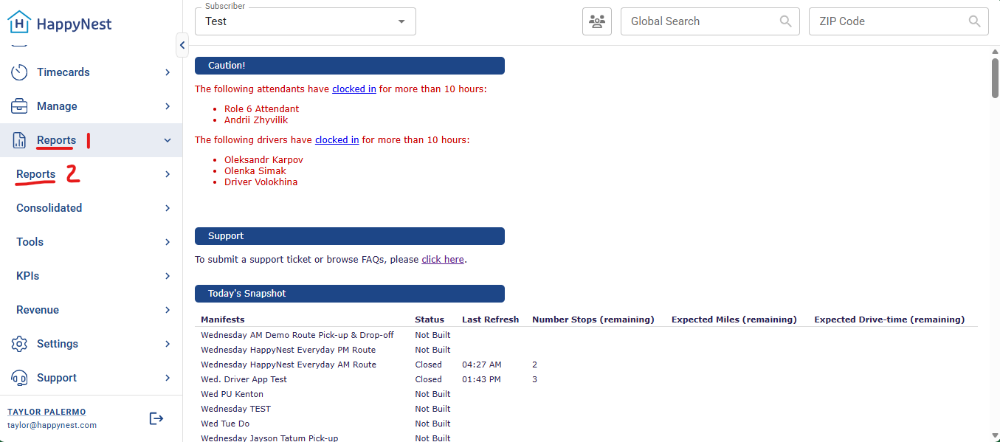 HappyNest
Timecards
Manage
Reports 1
Reports 2
Consolidated
Tools
KPIs
Revenue
Settings
Support
TAYLOR PALERMO
taylor@happynest.com
Subscriber
Test
Global Search
ZIP Code
Caution!
The following attendants have clocked in for more than 10 hours:
• Role 6 Attendant
• Andrii Zhyvilik
The following drivers have clocked in for more than 10 hours:
• Oleksandr Karpov
• Olenka Simak
• Driver Volokhina
Support
To submit a support ticket or browse FAQs, please click here.
Today's Snapshot
Manifests Status Last Refresh Number Stops (remaining) Expected Miles (remaining) Expected Drive-time (remaining)
Wednesday AM Demo Route Pick-up & Drop-off Not Built
Wednesday HappyNest Everyday PM Route Not Built
Wednesday HappyNest Everyday AM Route Closed 04:27 AM 2
Wed. Driver App Test Closed 01:43 PM 3
Wed PU Kenton Not Built
Wednesday TEST Not Built
Wed Tue Do Not Built
Wednesday Jayson Tatum Pick-up Not Built